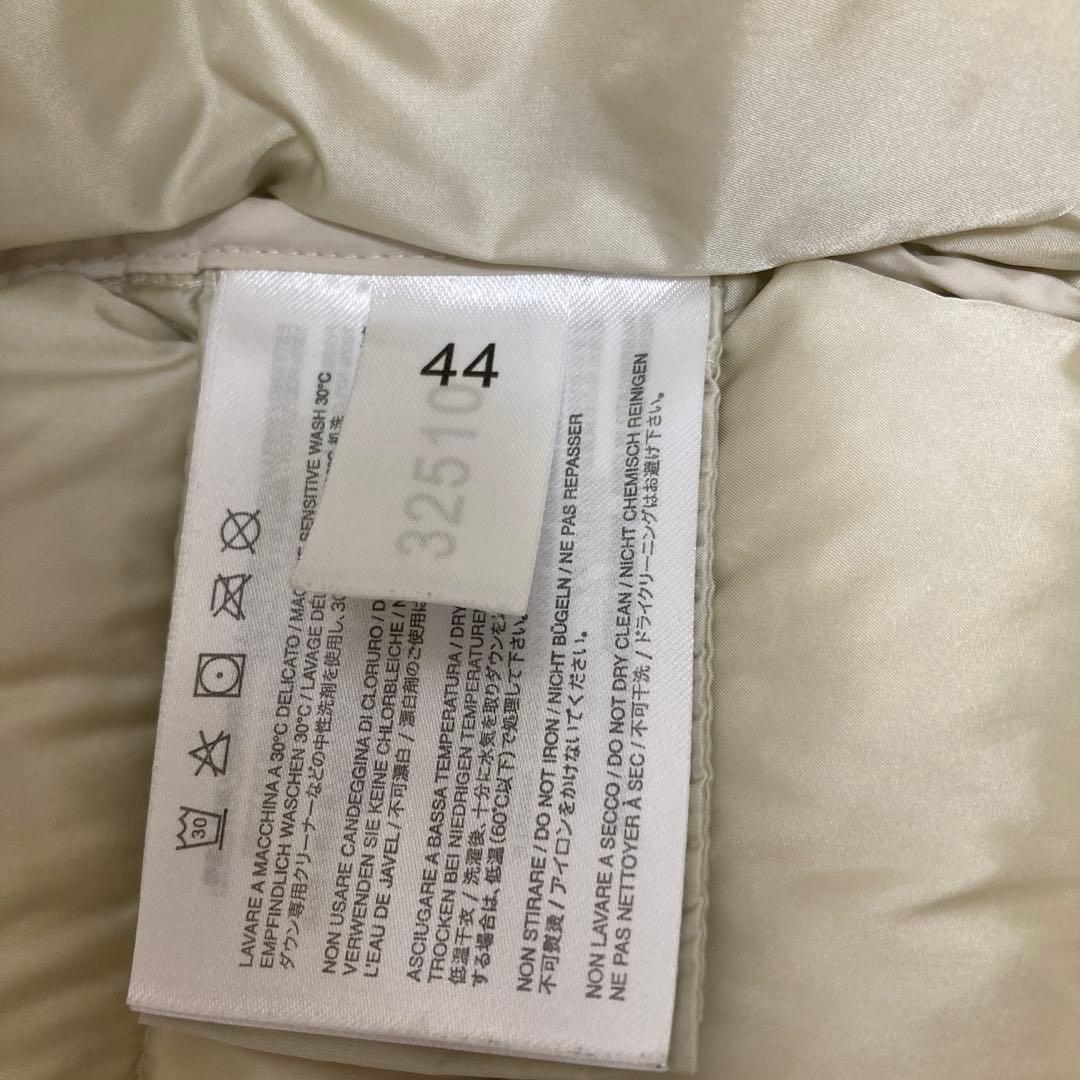 44
32510
30
LAVARE A MACCHINA A 30°C DELICATO / SENSITIVE WASH 30°C
EMPFINDLICH WASCHEN 30°C / LAVAGE 机洗
ダウン専用クリーナーなどの中性洗剤を使用し、
NON USARE CANDEGGINA DI CLORURO /
VERWENDEN SIE KEINE CHLORBLEICHE /
L'EAU DE JAVEL / 不可漂白 / 漂白剤のご使用は
ASCIUGARE A BASSA TEMPERATURA / DRY
TROCKEN BEI NIEDRIGEN
低温干衣 / 洗濯後、十分に水気を取りダウンを
する場合は、低温(60℃以下)で処理して下さい。
NON STIRARE / DO NOT IRON / NICHT BÜGELN / NE PAS REPASSER
不可熨烫 / アイロンをかけないでください。
NON LAVARE A SECCO / DO NOT DRY CLEAN / NICHT CHEMISCH REINIGEN
NE PAS NETTOYER À SEC / 不可干洗 / ドライクリーニングはお避け下さい。